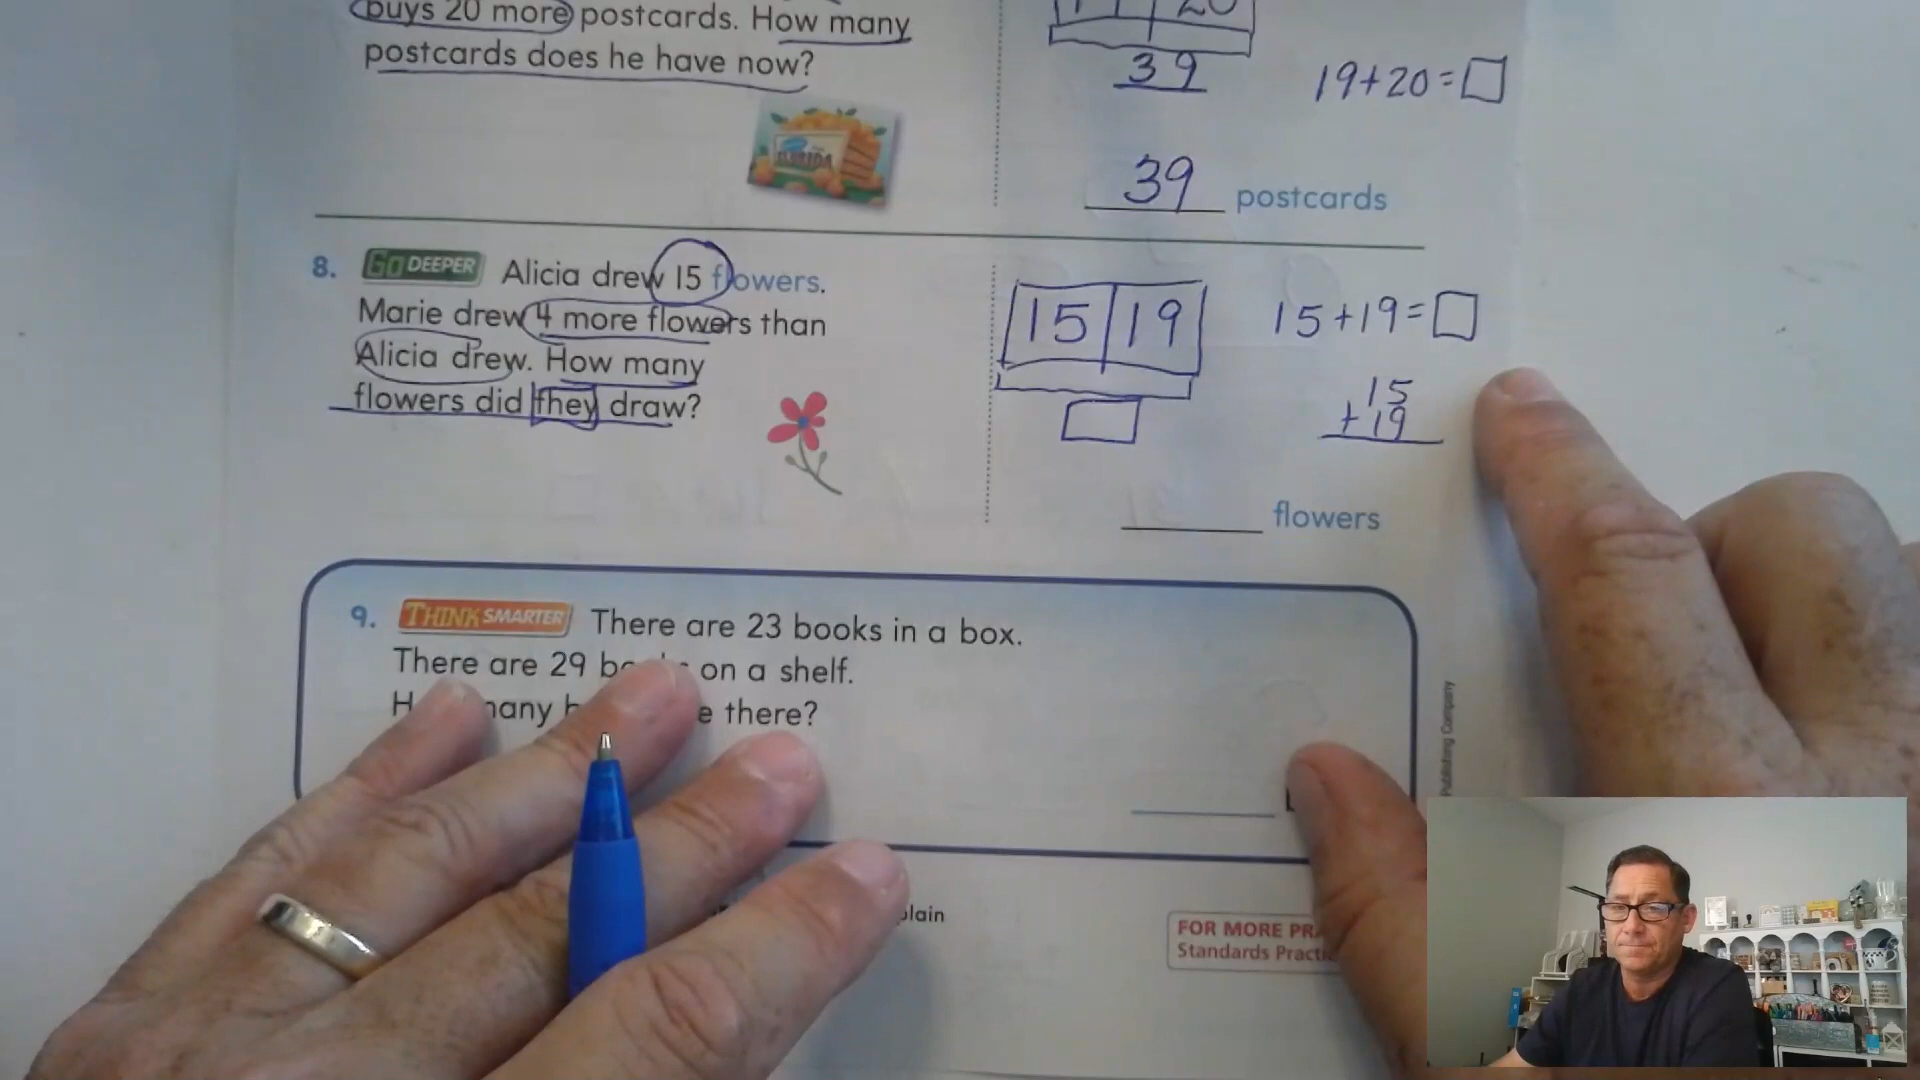 buys 20 more postcards. How many
postcards does he have now?
39
19+20=
39 postcards
8. GO DEEPER Alicia drew 15 flowers.
Marie drew 4 more flowers than
Alicia drew. How many
flowers did they draw?
15 19
15+19=
15
+19
flowers
9. THINK SMARTER There are 23 books in a box.
There are 29 on a shelf.
there?
Publishing Company
FOR MORE
Standards